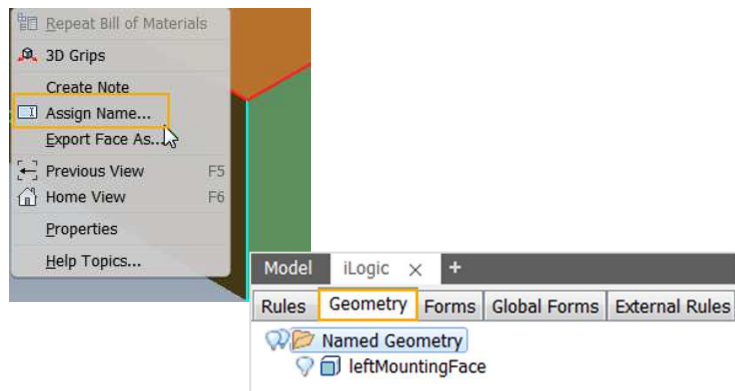 Repeat Bill of Materials
3D Grips
Create Note
Assign Name...
Export Face As...
Previous View F5
Home View F6
Properties
Help Topics...
Model iLogic × +
Rules Geometry Forms Global Forms External Rules
Named Geometry
leftMountingFace